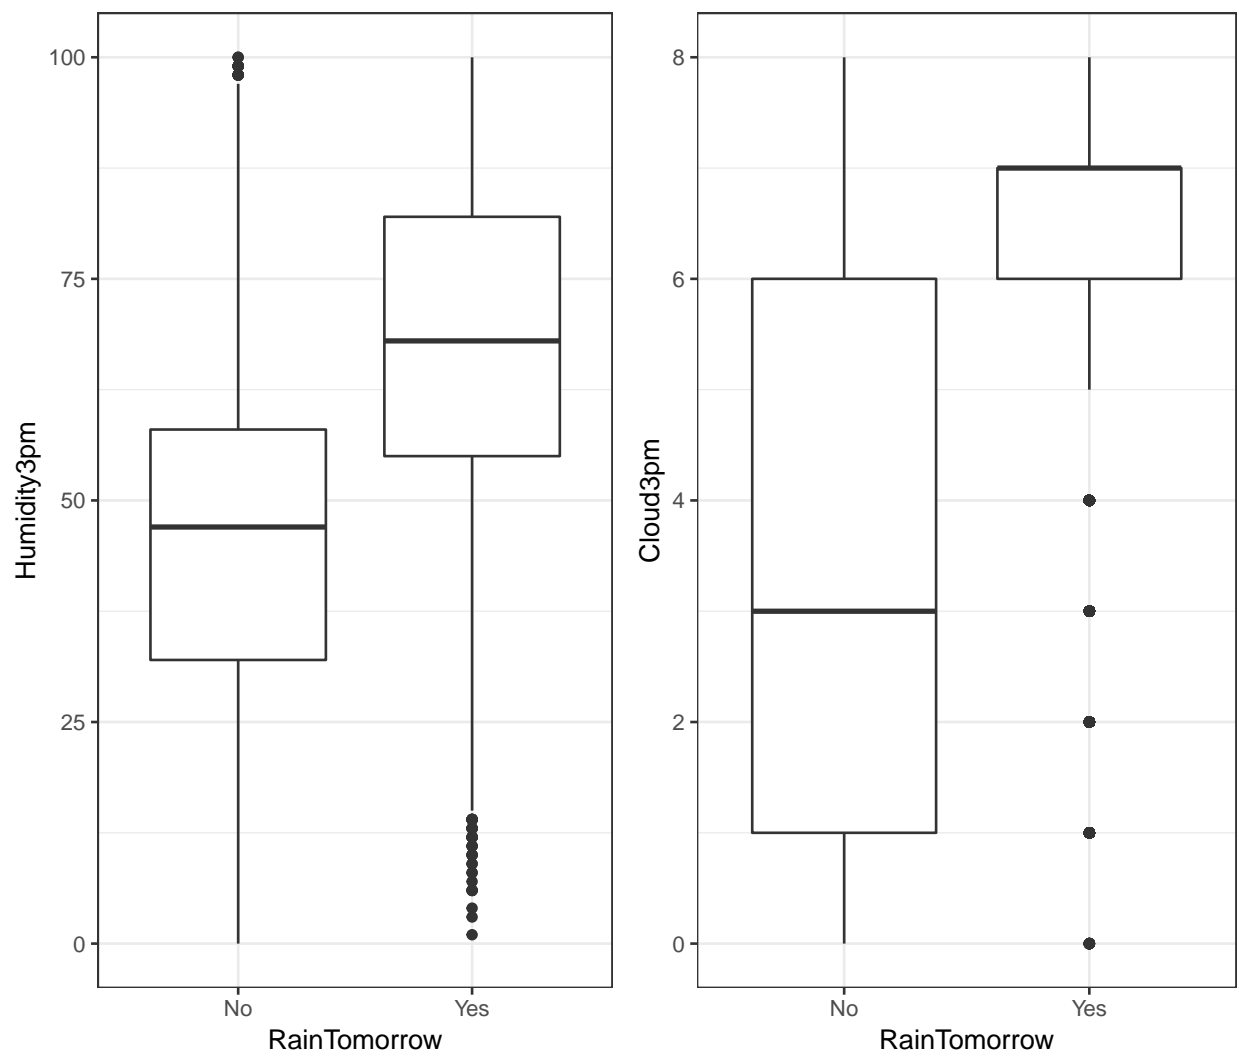 Humidity3pm
100
75
50
25
0
No Yes
RainTomorrow
Cloud3pm
8
6
4
2
0
No Yes
RainTomorrow